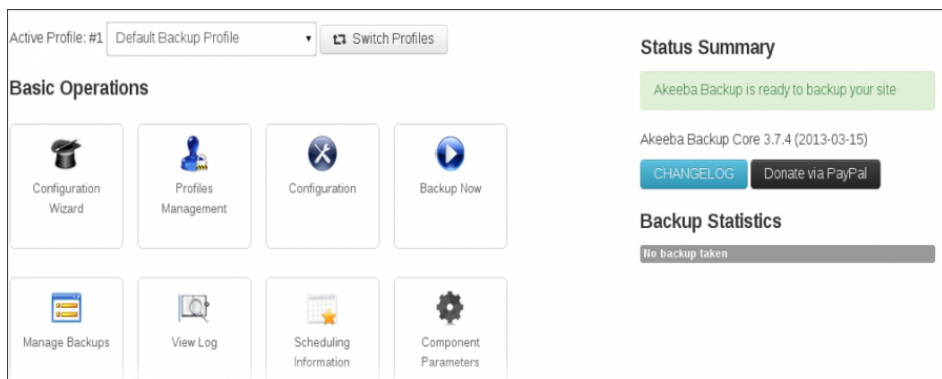 Active Profile: #1 Default Backup Profile Switch Profiles
Basic Operations
Configuration
Wizard
Profiles
Management
Configuration
Backup Now
Manage Backups
View Log
Scheduling
Information
Component
Parameters
Status Summary
Akeeba Backup is ready to backup your site
Akeeba Backup Core 3.7.4 (2013-03-15)
CHANGELOG Donate via PayPal
Backup Statistics
No backup taken